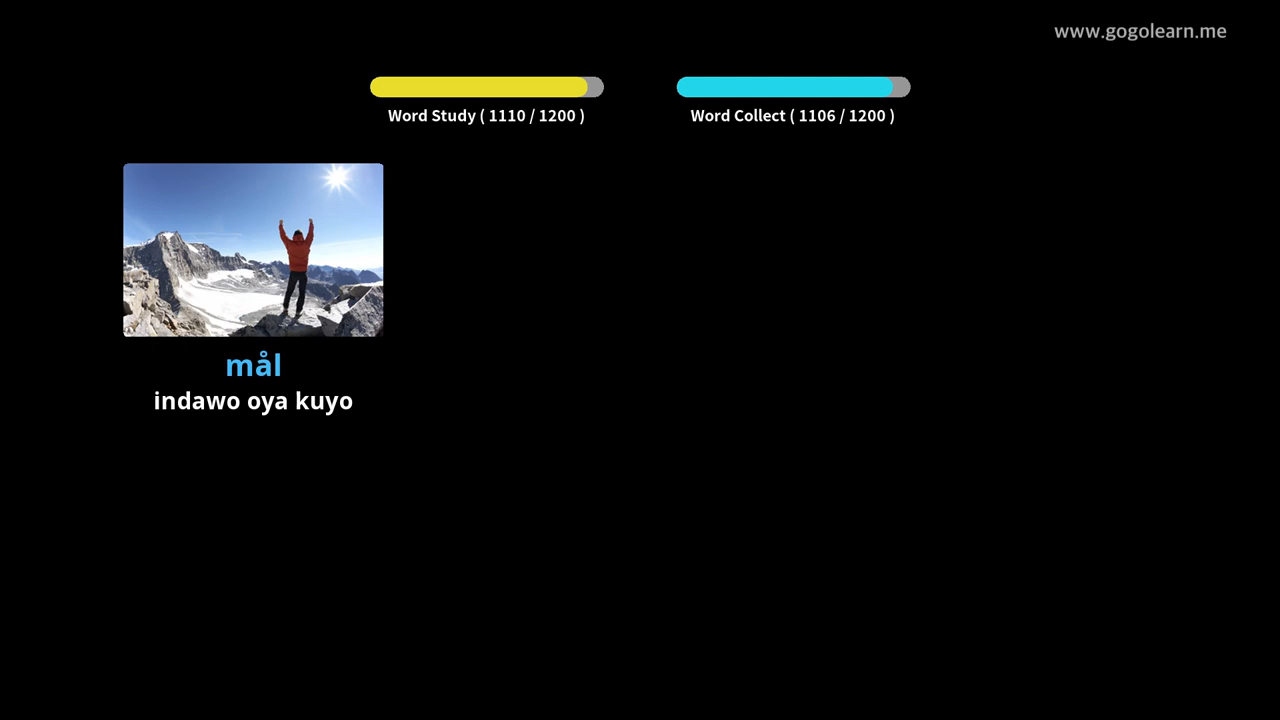 www.gogolearn.me
Word Study ( 1110 / 1200 )
Word Collect ( 1106 / 1200 )
mål
indawo oya kuyo